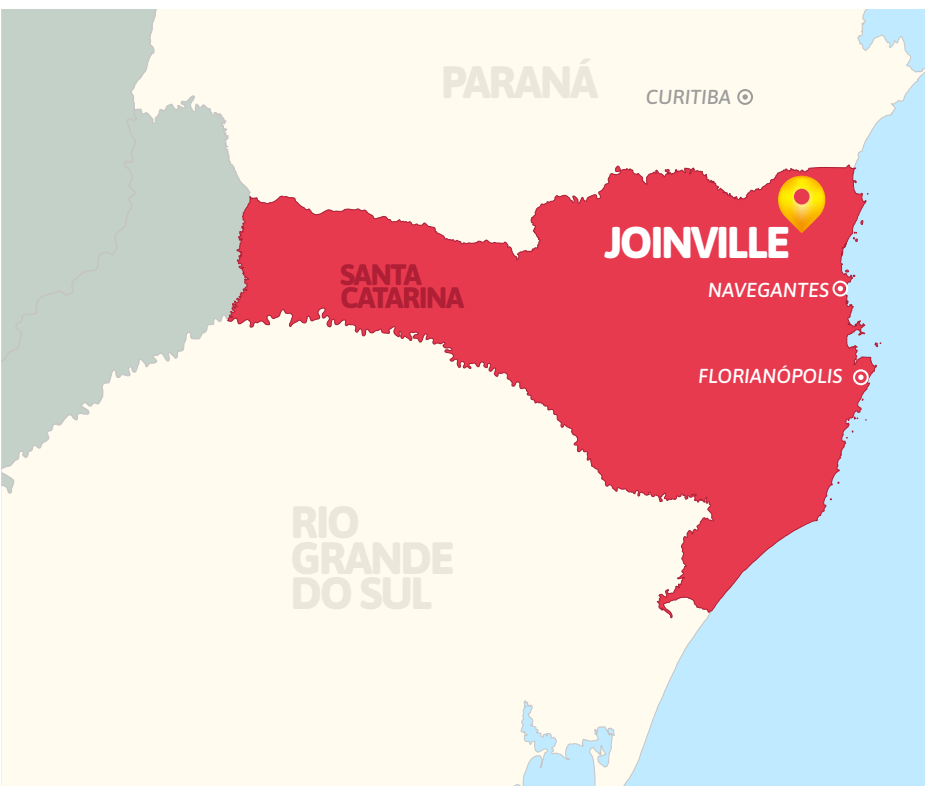 PARANÁ
CURITIBA
JOINVILLE
SANTA
CATARINA
NAVEGANTES
FLORIANÓPOLIS
RIO
GRANDE
DO SUL